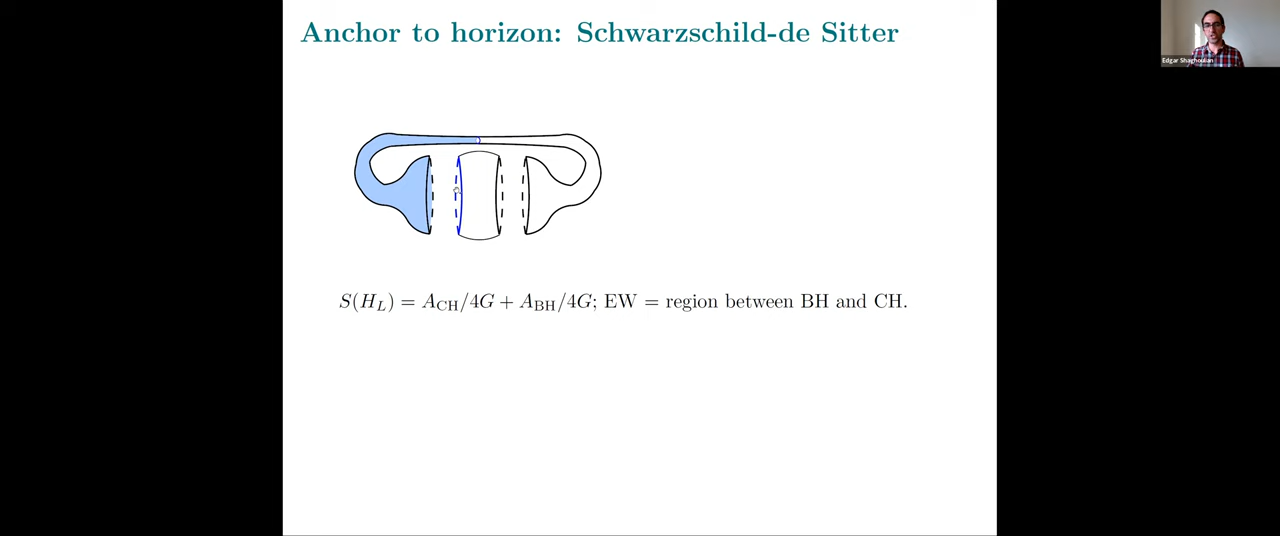 Anchor to horizon: Schwarzschild-de Sitter
Edgar Shaghoulian
S(H_L) = A_CH/4G + A_BH/4G; EW = region between BH and CH.